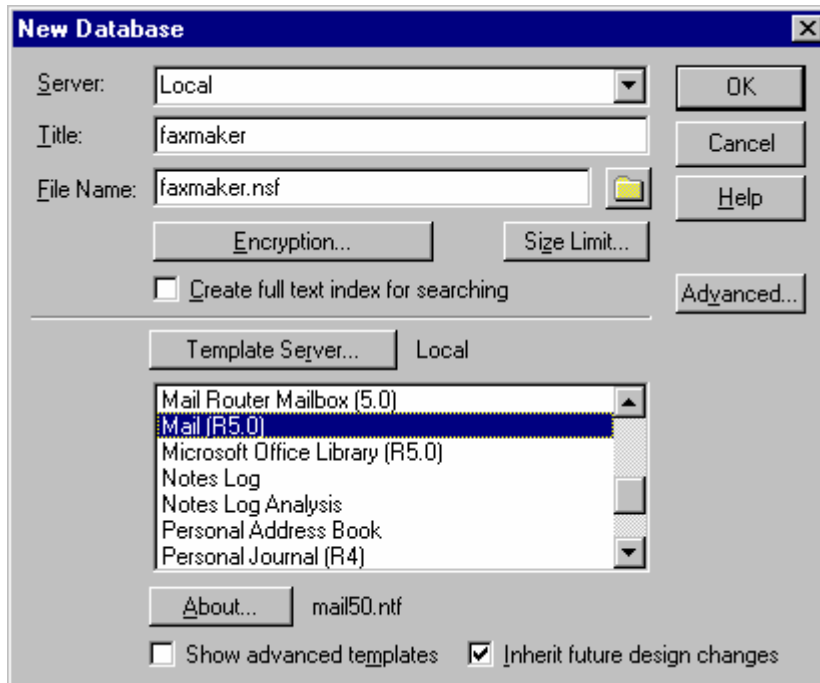 New Database
Server: Local OK
Title: faxmaker Cancel
File Name: faxmaker.nsf Help
Encryption... Size Limit...
Create full text index for searching Advanced...
Template Server... Local
Mail Router Mailbox (5.0)
Mail (R5.0)
Microsoft Office Library (R5.0)
Notes Log
Notes Log Analysis
Personal Address Book
Personal Journal (R4)
About... mail50.ntf
Show advanced templates Inherit future design changes